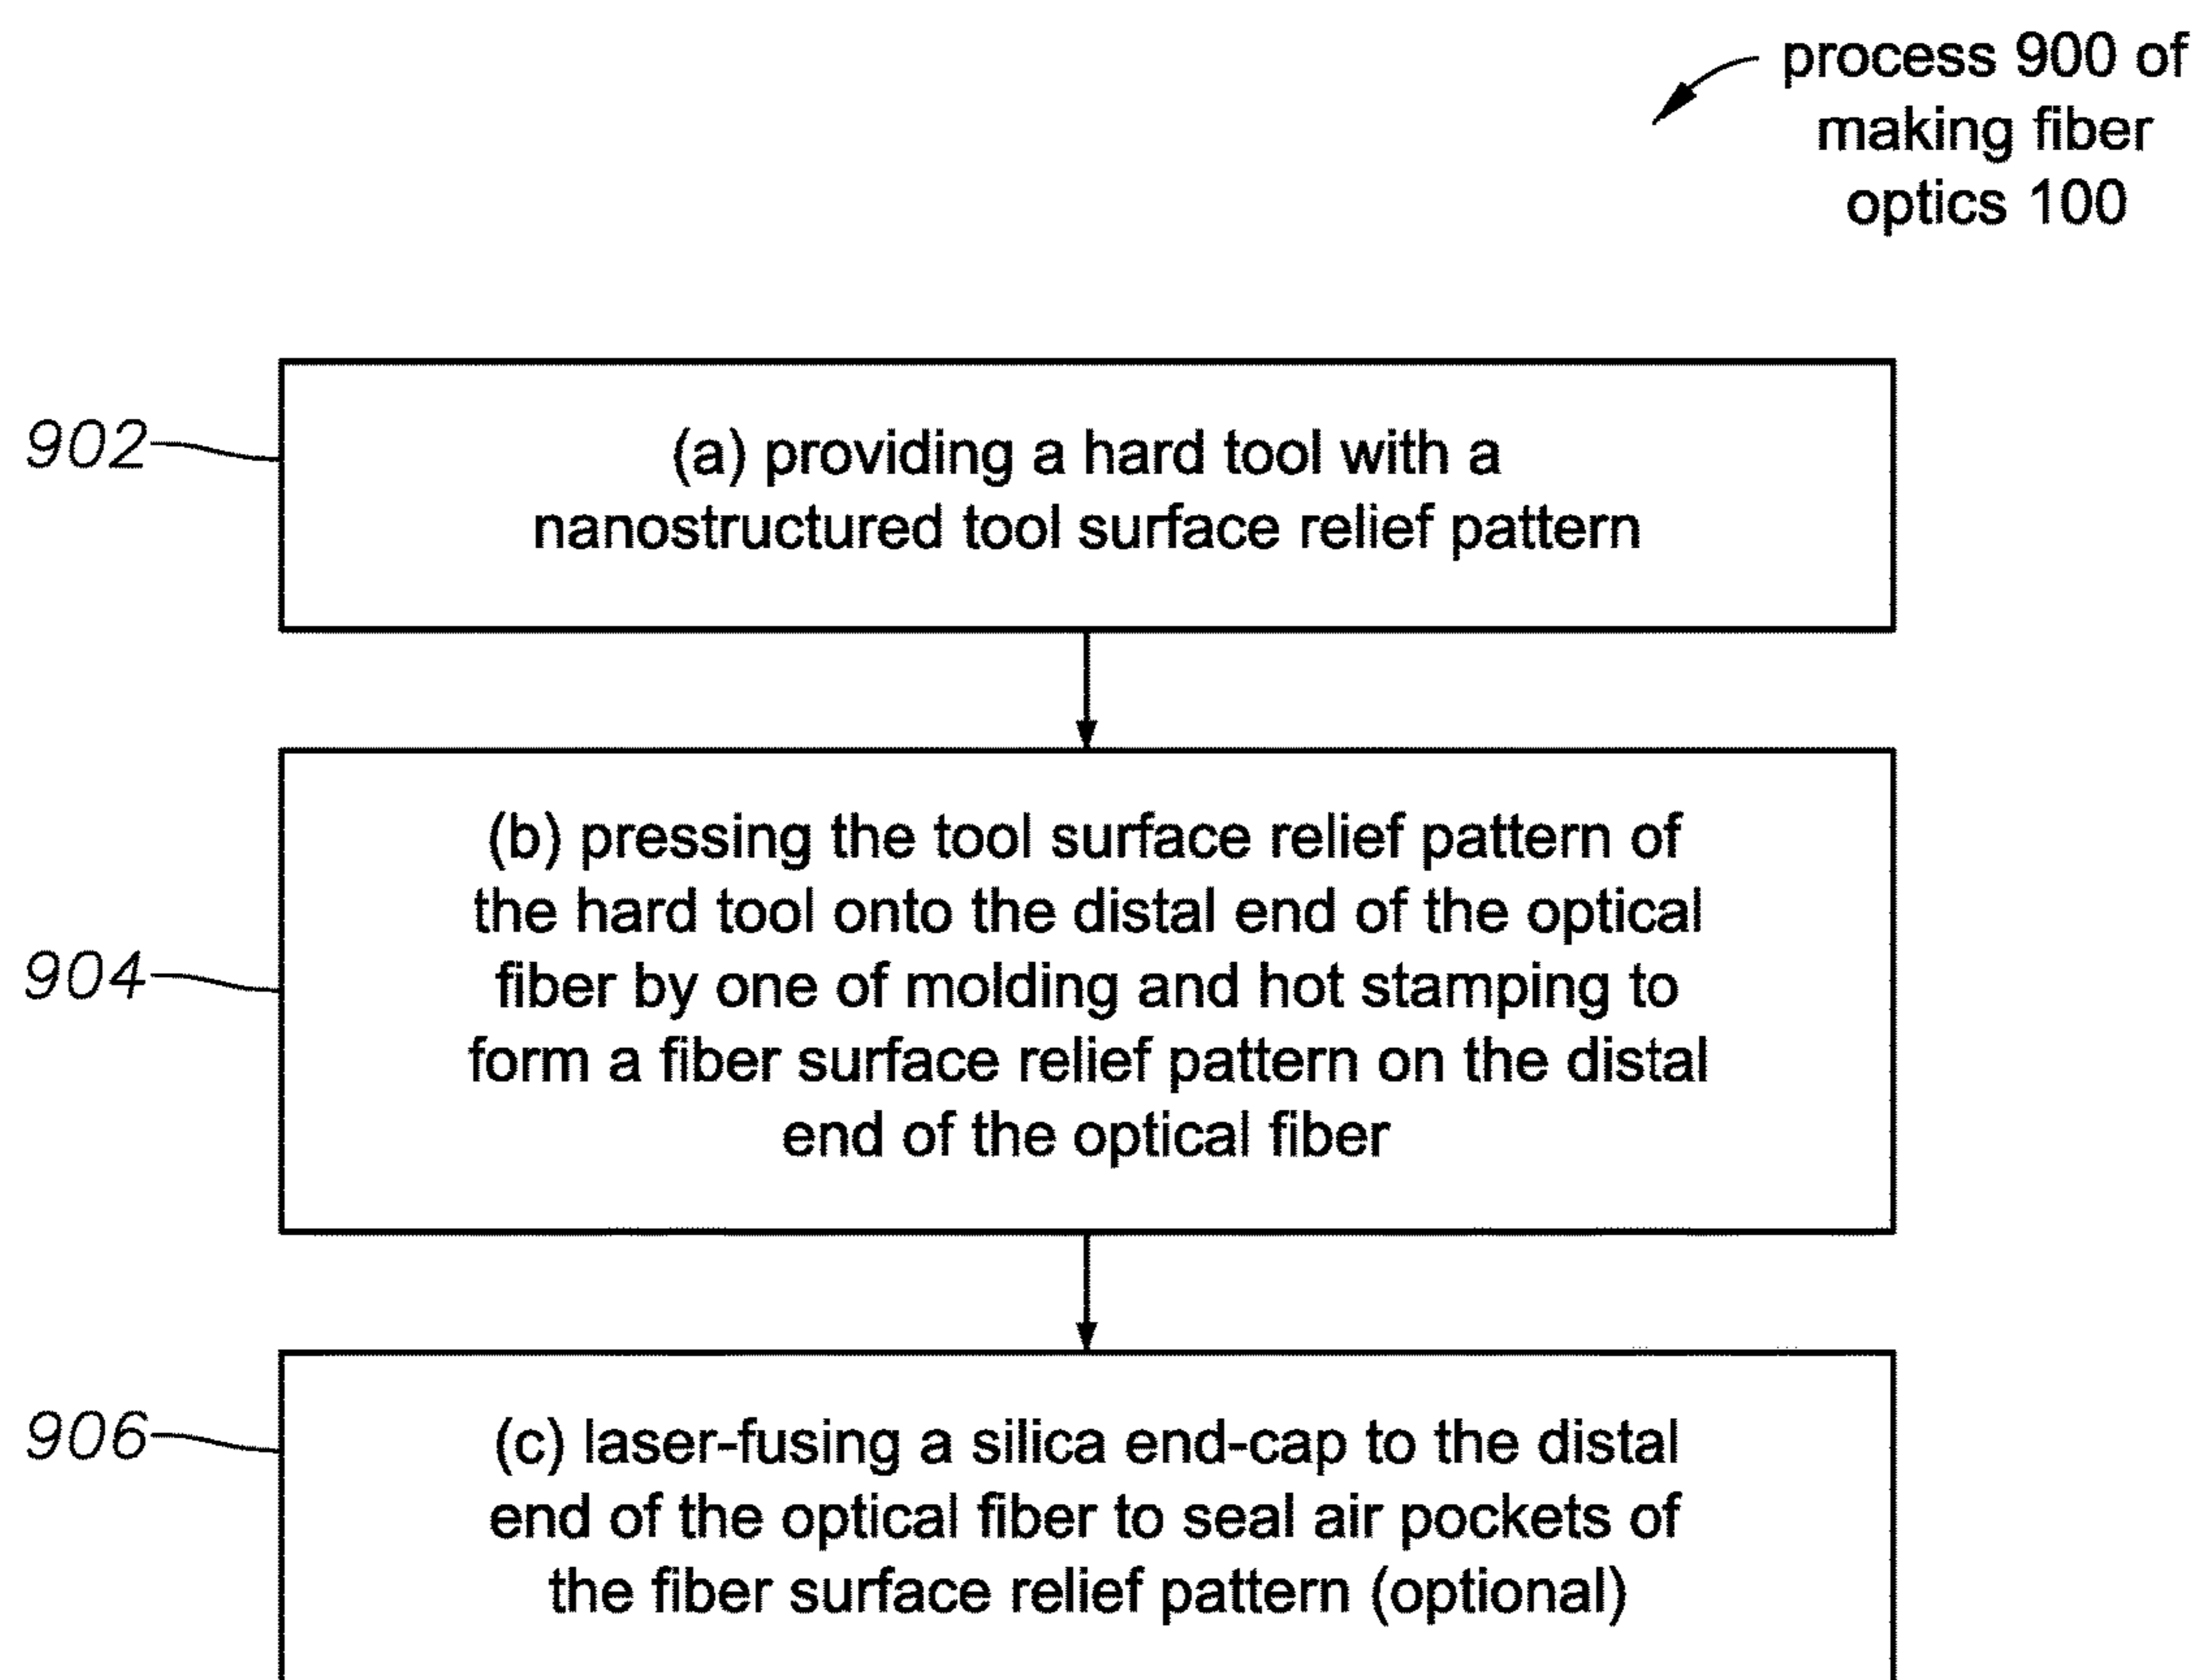 process 900 of
making fiber
optics 100
902
(a) providing a hard tool with a
nanostructured tool surface relief pattern
904
(b) pressing the tool surface relief pattern of
the hard tool onto the distal end of the optical
fiber by one of molding and hot stamping to
form a fiber surface relief pattern on the distal
end of the optical fiber
906
(c) laser-fusing a silica end-cap to the distal
end of the optical fiber to seal air pockets of
the fiber surface relief pattern (optional)